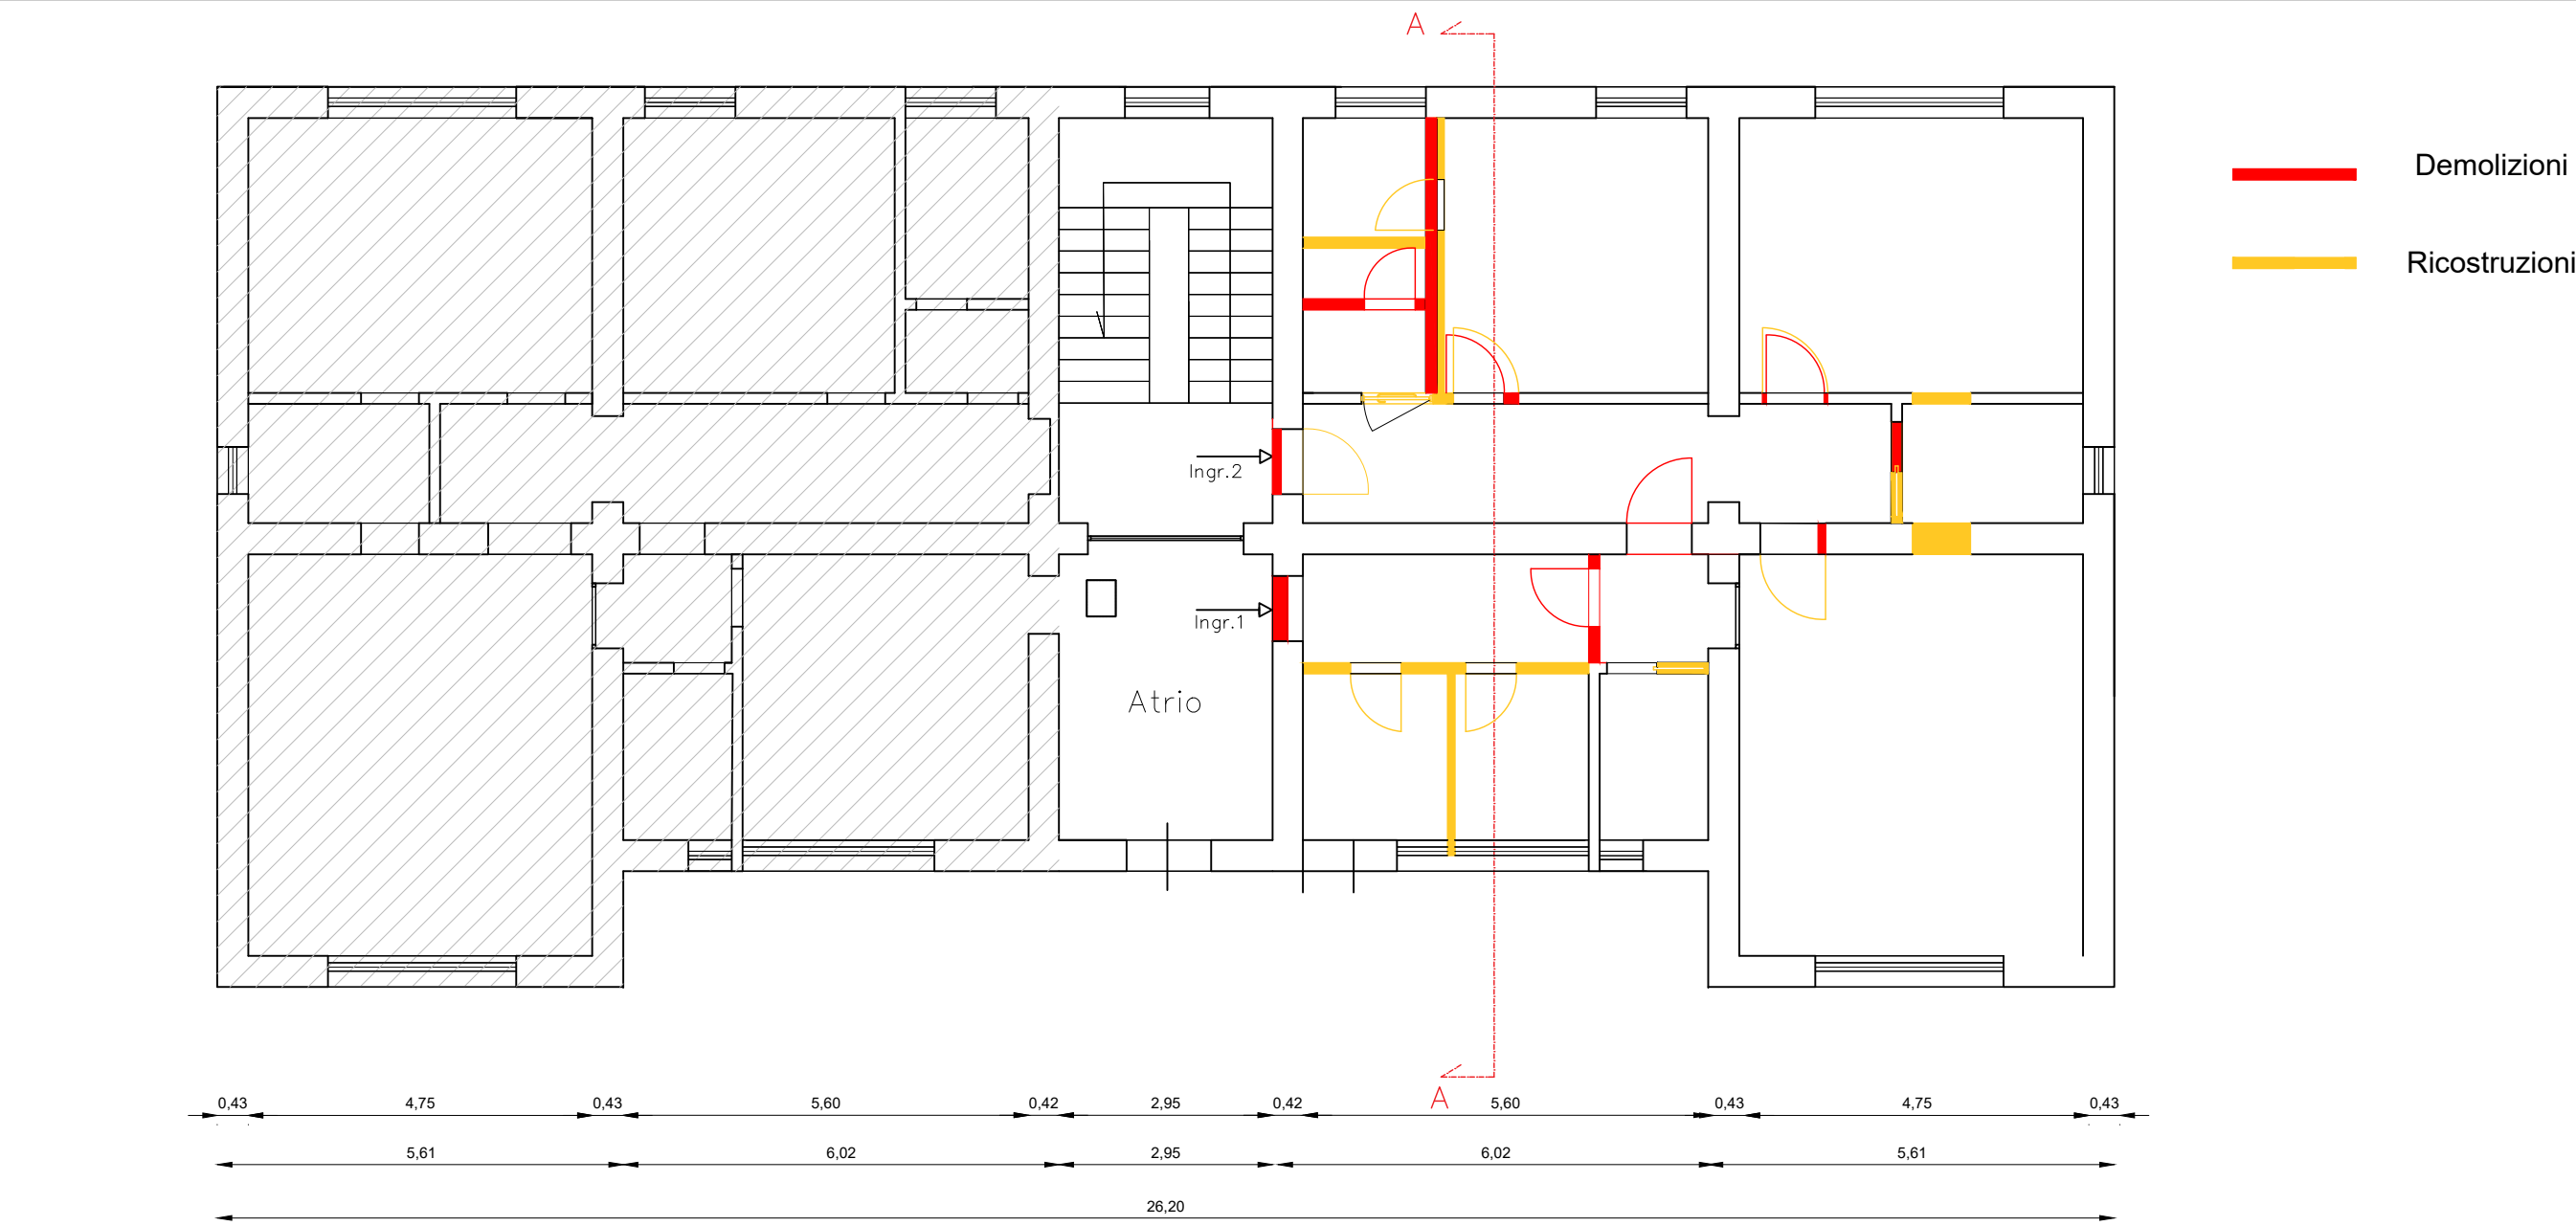 A
Demolizioni
Ricostruzioni
Ingr.2
Ingr.1
Atrio
A
0,43 4,75 0,43 5,60 0,42 2,95 0,42 5,60 0,43 4,75 0,43
5,61 6,02 2,95 6,02 5,61
26,20